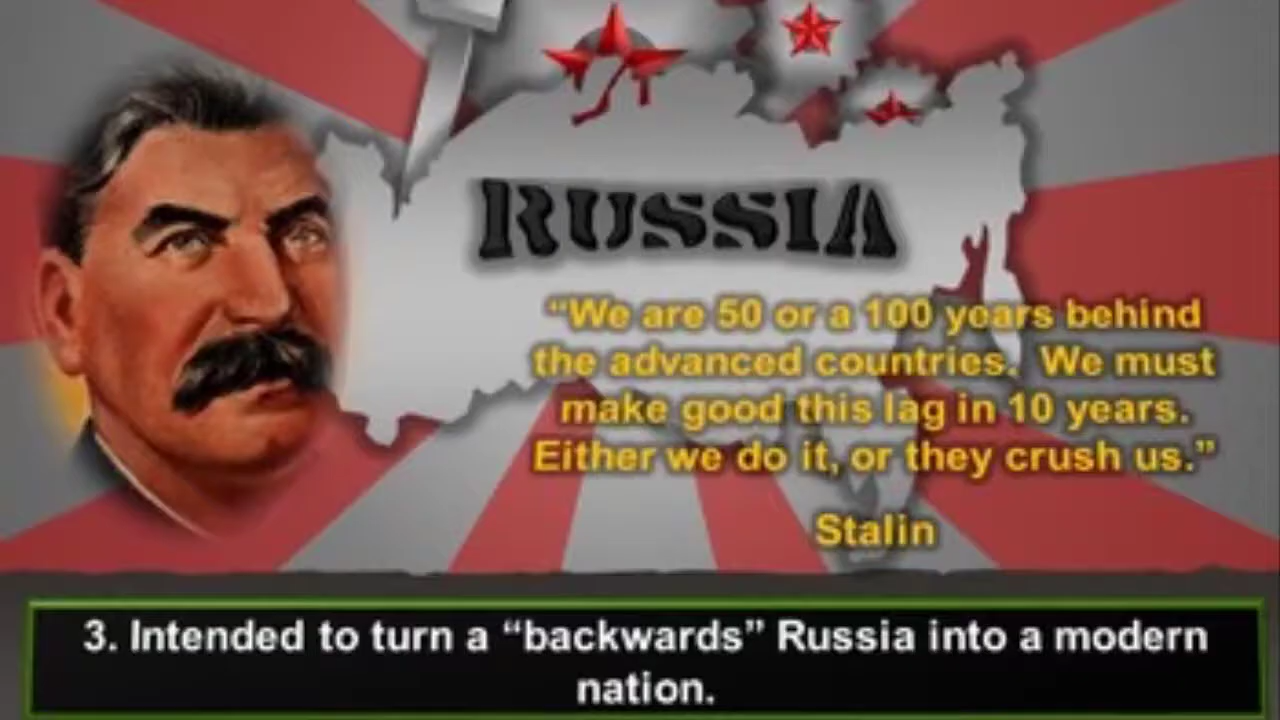 RUSSIA
“We are 50 or a 100 years behind
the advanced countries. We must
make good this lag in 10 years.
Either we do it, or they crush us.”
Stalin
3. Intended to turn a “backwards” Russia into a modern
nation.